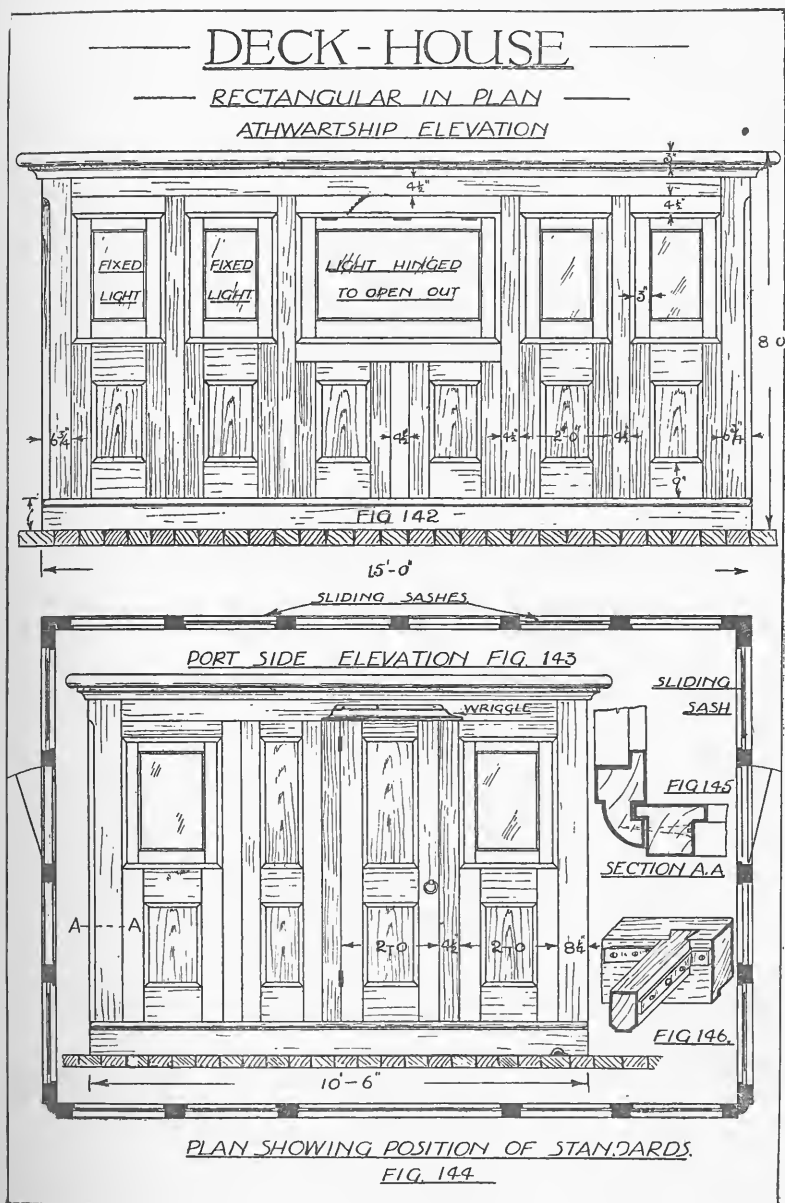 DECK-HOUSE
RECTANGULAR IN PLAN
ATHWARTSHIP ELEVATION
3"
4½"
4½"
FIXED
LIGHT
FIXED
LIGHT
LIGHT HINGED
TO OPEN OUT
3"
8 0
6¾"
4½"
4½"
2'-0"
4½"
6¾"
9"
FIG 142
15'-0"
SLIDING SASHES
PORT SIDE ELEVATION FIG. 143
SLIDING
SASH
WRIGGLE
FIG 145
SECTION A.A
A A
2-0
4½"
2-0
8¼"
FIG 146.
10'-6"
PLAN SHOWING POSITION OF STANDARDS.
FIG. 144